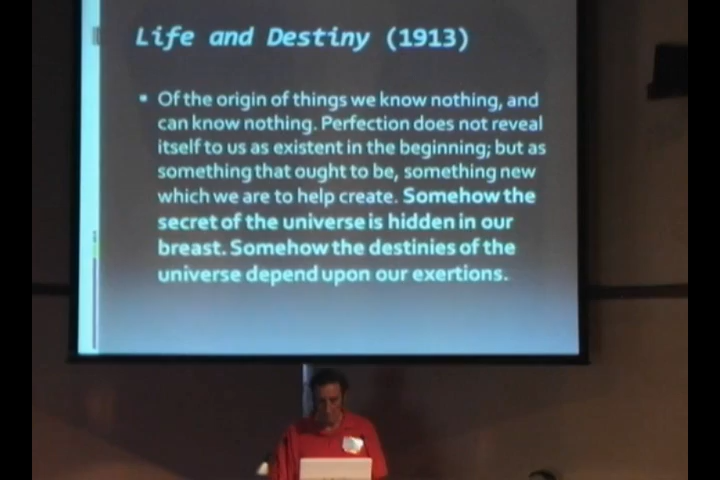 Life and Destiny (1913)
Of the origin of things we know nothing, and
can know nothing. Perfection does not reveal
itself to us as existent in the beginning; but as
something that ought to be, something new
which we are to help create. Somehow the
secret of the universe is hidden in our
breast. Somehow the destinies of the
universe depend upon our exertions.